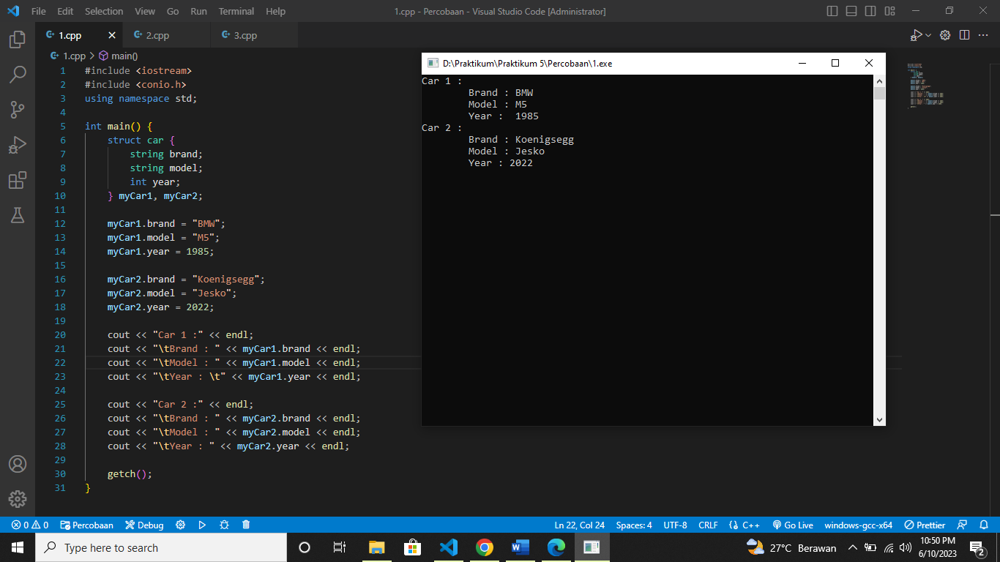 File Edit Selection View Go Run Terminal Help 1.cpp - Percobaan - Visual Studio Code [Administrator]
1.cpp 2.cpp 3.cpp
1.cpp > main()
1 #include <iostream>
2 #include <conio.h>
3 using namespace std;
4
5 int main() {
6 struct car {
7 string brand;
8 string model;
9 int year;
10 } myCar1, myCar2;
11
12 myCar1.brand = "BMW";
13 myCar1.model = "M5";
14 myCar1.year = 1985;
15
16 myCar2.brand = "Koenigsegg";
17 myCar2.model = "Jesko";
18 myCar2.year = 2022;
19
20 cout << "Car 1 :" << endl;
21 cout << "\tBrand : " << myCar1.brand << endl;
22 cout << "\tModel : " << myCar1.model << endl;
23 cout << "\tYear : \t" << myCar1.year << endl;
24
25 cout << "Car 2 :" << endl;
26 cout << "\tBrand : " << myCar2.brand << endl;
27 cout << "\tModel : " << myCar2.model << endl;
28 cout << "\tYear : " << myCar2.year << endl;
29
30 getch();
31 }
D:\Praktikum\Praktikum 5\Percobaan\1.exe
Car 1 :
Brand : BMW
Model : M5
Year :  1985
Car 2 :
Brand : Koenigsegg
Model : Jesko
Year : 2022
0 0 Percobaan Debug Ln 22, Col 24 Spaces: 4 UTF-8 CRLF C++ Go Live windows-gcc-x64 Prettier
Type here to search 27°C Berawan 10:50 PM
6/10/2023 2